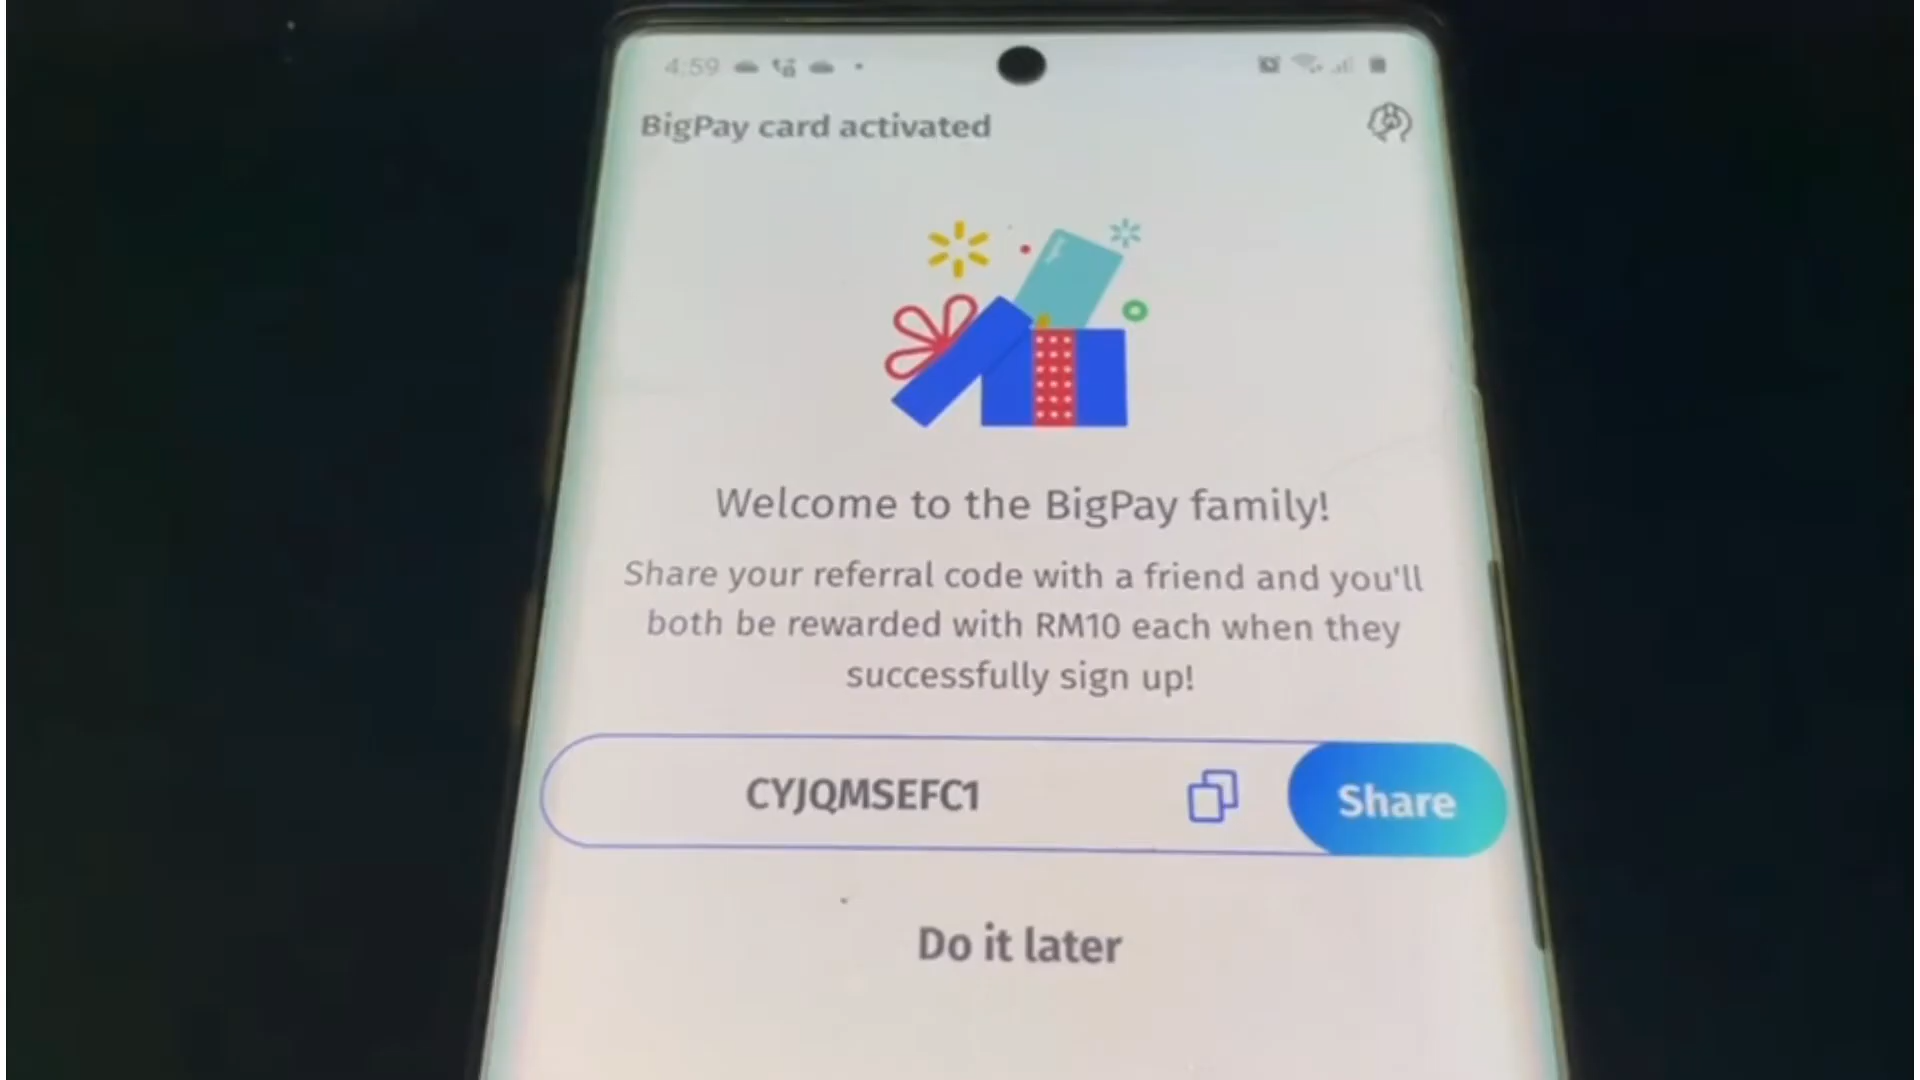 4:59
BigPay card activated
Welcome to the BigPay family!
Share your referral code with a friend and you'll
both be rewarded with RM10 each when they
successfully sign up!
CYJQMSEFC1
Share
Do it later